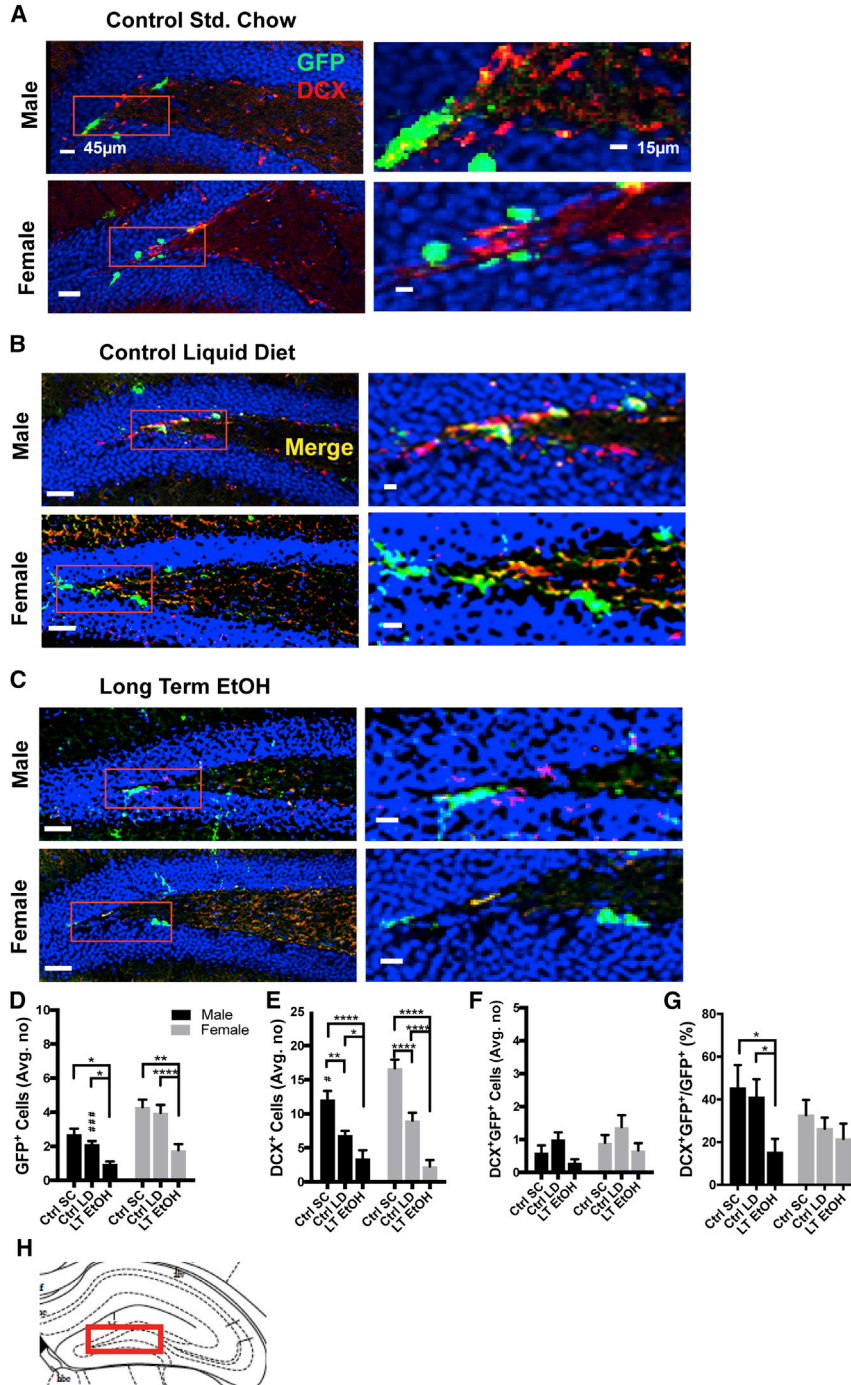 A
Control Std. Chow
Male
GFP
DCX
45µm
15µm
Female
B
Control Liquid Diet
Male
Merge
Female
C
Long Term EtOH
Male
Female
D
GFP+ Cells (Avg. no)
8
6
4
2
0
Male
Female
*
*
###
**
****
Ctrl SC
Ctrl LD
LT EtOH
Ctrl SC
Ctrl LD
LT EtOH
E
DCX+ Cells (Avg. no)
25
20
15
10
5
0
****
*
**
#
****
****
****
Ctrl SC
Ctrl LD
LT EtOH
Ctrl SC
Ctrl LD
LT EtOH
F
DCX+GFP+ Cells (Avg. no)
5
4
3
2
1
0
Ctrl SC
Ctrl LD
LT EtOH
Ctrl SC
Ctrl LD
LT EtOH
G
DCX+GFP+/GFP+ (%)
80
60
40
20
0
*
*
Ctrl SC
Ctrl LD
LT EtOH
Ctrl SC
Ctrl LD
LT EtOH
H